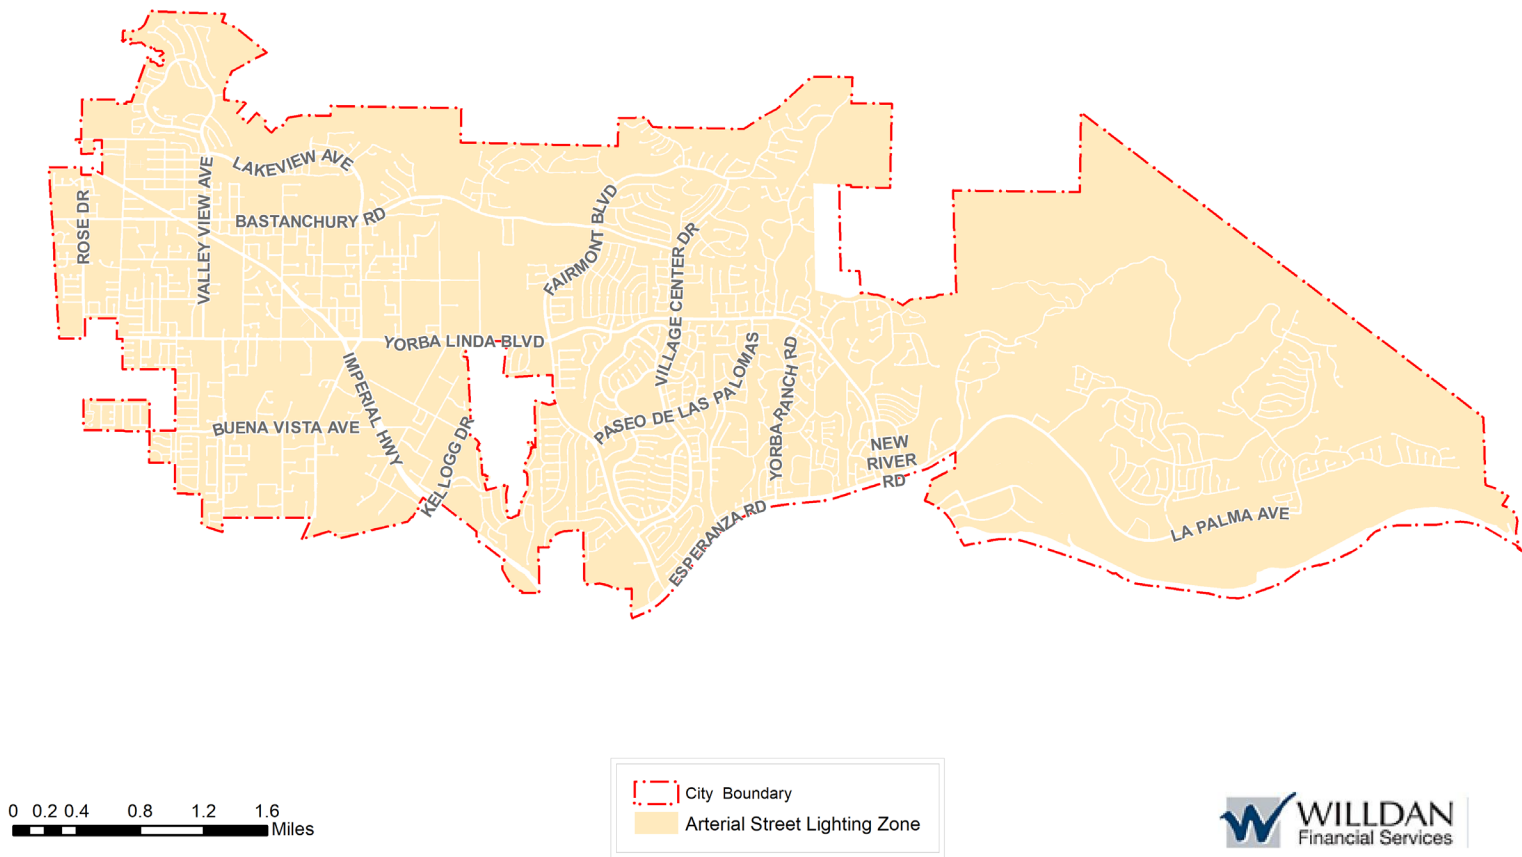 LAKEVIEW AVE
ROSE DR
VALLEY VIEW AVE
BASTANCHURY RD
FAIRMONT BLVD
VILLAGE CENTER DR
YORBA LINDA BLVD
IMPERIAL HWY
PASEO DE LAS PALOMAS
YORBA RANCH RD
BUENA VISTA AVE
KELLOGG DR
NEW
RIVER
RD
ESPERANZA RD
LA PALMA AVE
City Boundary
Arterial Street Lighting Zone
0 0.2 0.4 0.8 1.2 1.6
Miles
WILLDAN
Financial Services